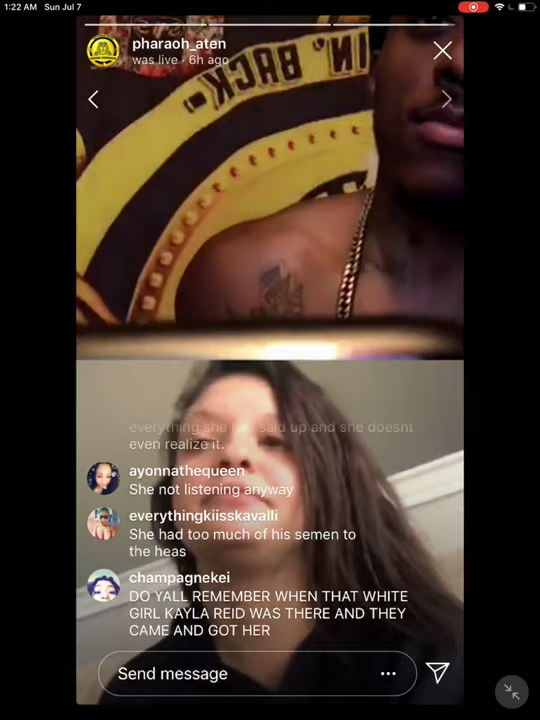 1:22 AM Sun Jul 7
pharaoh_aten
was live · 6h ago
IN' BACK
everything she has said up and she doesnt
even realize it.
ayonnathequeen
She not listening anyway
everythingkiisskavalli
She had too much of his semen to
the heas
champagnekei
DO YALL REMEMBER WHEN THAT WHITE
GIRL KAYLA REID WAS THERE AND THEY
CAME AND GOT HER
Send message